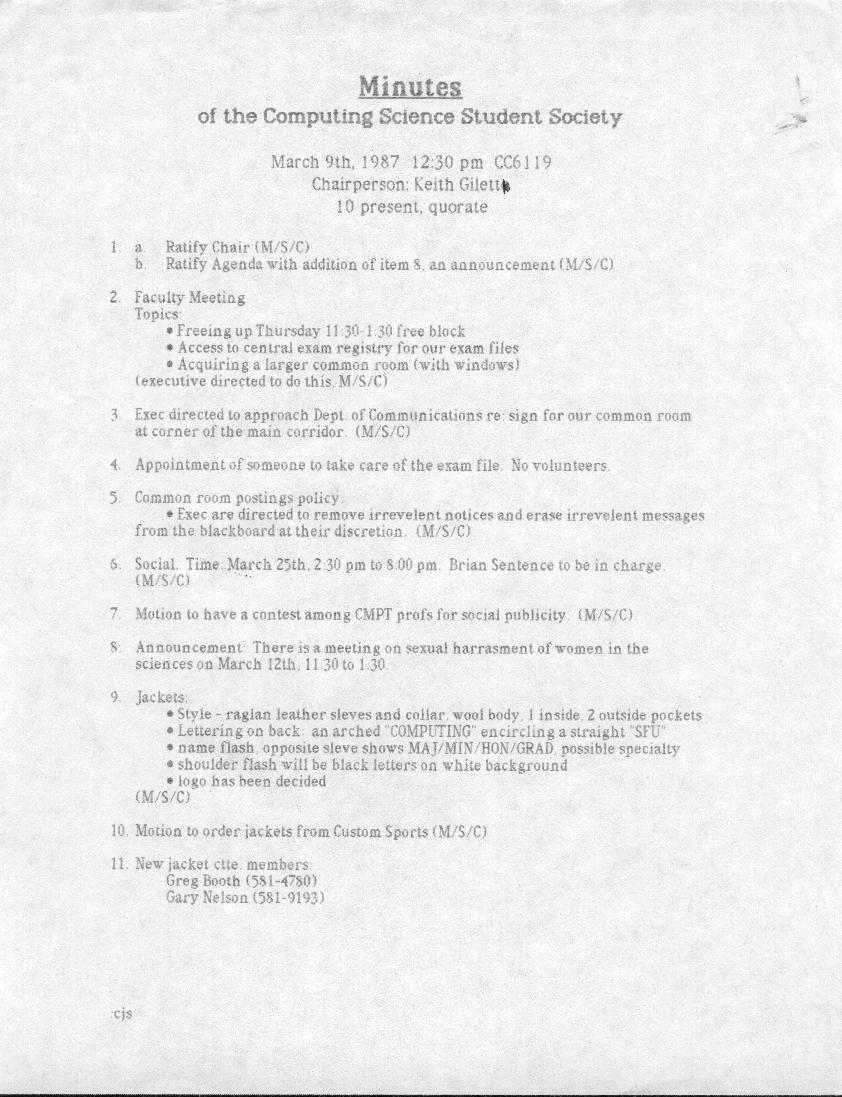 Minutes
of the Computing Science Student Society
March 9th, 1987 12:30 pm CC6119
Chairperson: Keith Gilett
10 present, quorate
1. a. Ratify Chair (M/S/C)
b. Ratify Agenda with addition of item 8, an announcement (M/S/C)
2. Faculty Meeting
Topics:
• Freeing up Thursday 11:30-1:30 free block
• Access to central exam registry for our exam files
• Acquiring a larger common room (with windows)
(executive directed to do this, M/S/C)
3. Exec directed to approach Dept. of Communications re: sign for our common room
at corner of the main corridor. (M/S/C)
4. Appointment of someone to take care of the exam file. No volunteers.
5. Common room postings policy:
• Exec are directed to remove irrevelent notices and erase irrevelent messages
from the blackboard at their discretion. (M/S/C)
6. Social. Time: March 25th, 2:30 pm to 8:00 pm. Brian Sentence to be in charge.
(M/S/C)
7. Motion to have a contest among CMPT profs for social publicity. (M/S/C)
8. Announcement: There is a meeting on sexual harrasment of women in the
sciences on March 12th, 11:30 to 1:30.
9. Jackets:
• Style - raglan leather sleves and collar, wool body, 1 inside, 2 outside pockets
• Lettering on back: an arched "COMPUTING" encircling a straight "SFU"
• name flash, opposite sleve shows MAJ/MIN/HON/GRAD, possible specialty
• shoulder flash will be black letters on white background
• logo has been decided
(M/S/C)
10. Motion to order jackets from Custom Sports (M/S/C)
11. New jacket ctte. members:
Greg Booth (581-4780)
Gary Nelson (581-9193)
:cjs